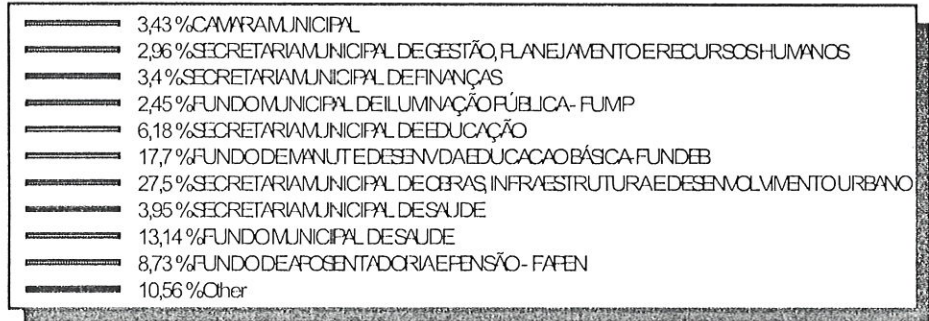 3,43 %CAMARA MUNICIPAL
2,96 %SECRETARIA MUNICIPAL DE GESTÃO, PLANEJAMENTO E RECURSOS HUMANOS
3,4 %SECRETARIA MUNICIPAL DE FINANÇAS
2,45 %FUNDO MUNICIPAL DE ILUMINAÇÃO PÚBLICA - FUMIP
6,18 %SECRETARIA MUNICIPAL DE EDUCAÇÃO
17,7 %FUNDO DE MANUT E DESENV DA EDUCACAO BÁSICA-FUNDEB
27,5 %SECRETARIA MUNICIPAL DE OBRAS, INFRAESTRUTURA E DESENVOLVIMENTO URBANO
3,95 %SECRETARIA MUNICIPAL DE SAUDE
13,14 %FUNDO MUNICIPAL DE SAUDE
8,73 %FUNDO DE APOSENTADORIA E PENSÃO - FAPEN
10,56 %Other